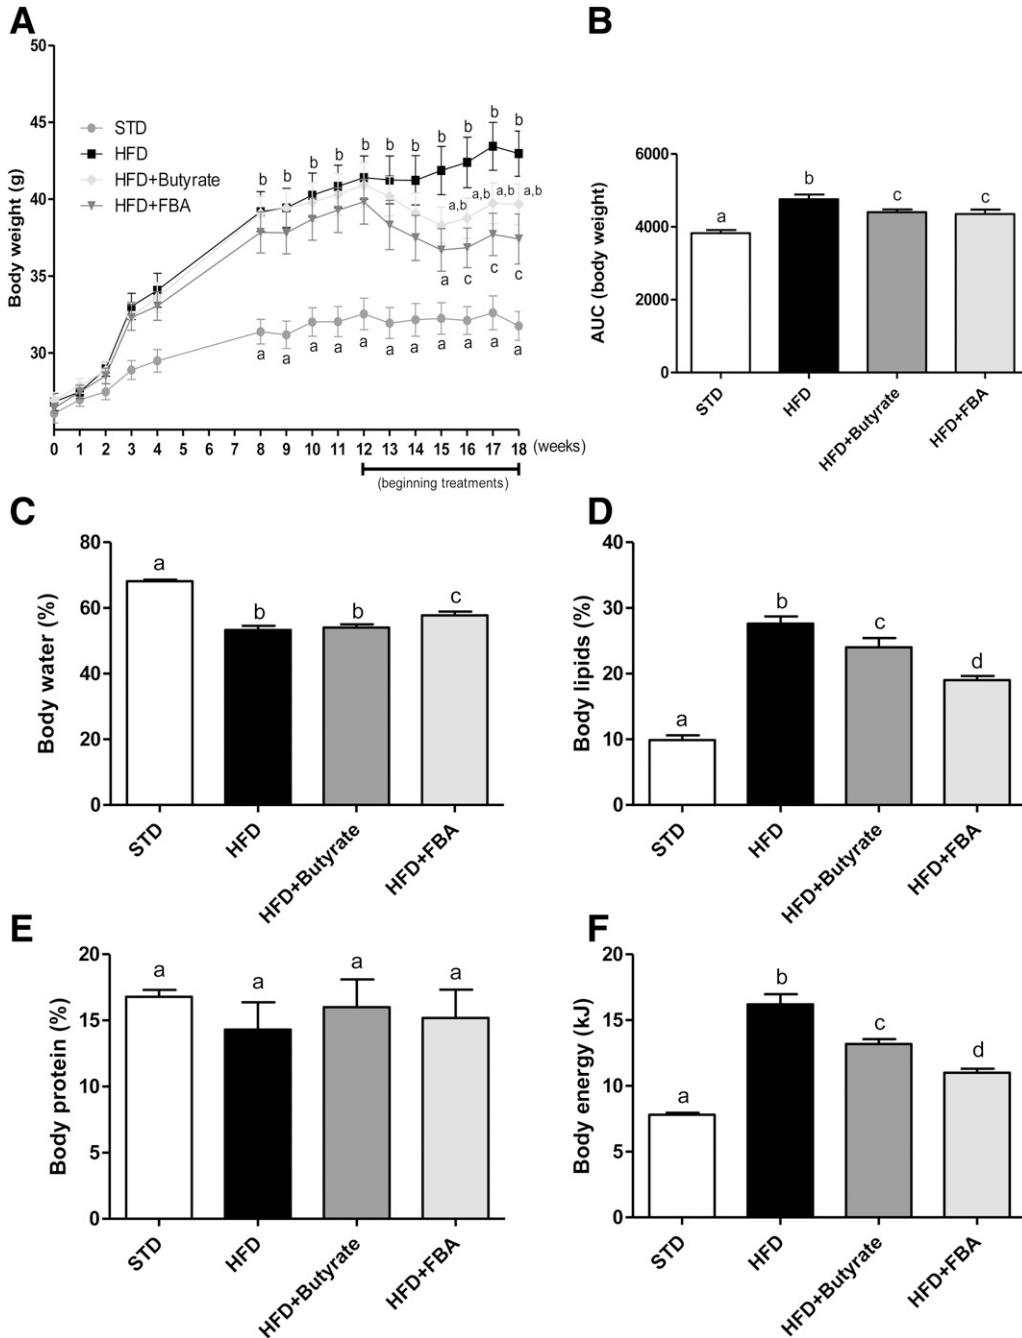 A
Body weight (g)
50
45
40
35
30
STD
HFD
HFD+Butyrate
HFD+FBA
b b b b b b b b b b b
a,b a,b a,b a,b
a c c c
a a a a a a a a a a a
0 1 2 3 4 5 6 7 8 9 10 11 12 13 14 15 16 17 18 (weeks)
(beginning treatments)
B
AUC (body weight)
6000
4000
2000
0
a b c c
STD HFD HFD+Butyrate HFD+FBA
C
Body water (%)
80
60
40
20
0
a b b c
STD HFD HFD+Butyrate HFD+FBA
D
Body lipids (%)
40
30
20
10
0
a b c d
STD HFD HFD+Butyrate HFD+FBA
E
Body protein (%)
20
15
10
5
0
a a a a
STD HFD HFD+Butyrate HFD+FBA
F
Body energy (kJ)
20
15
10
5
0
a b c d
STD HFD HFD+Butyrate HFD+FBA